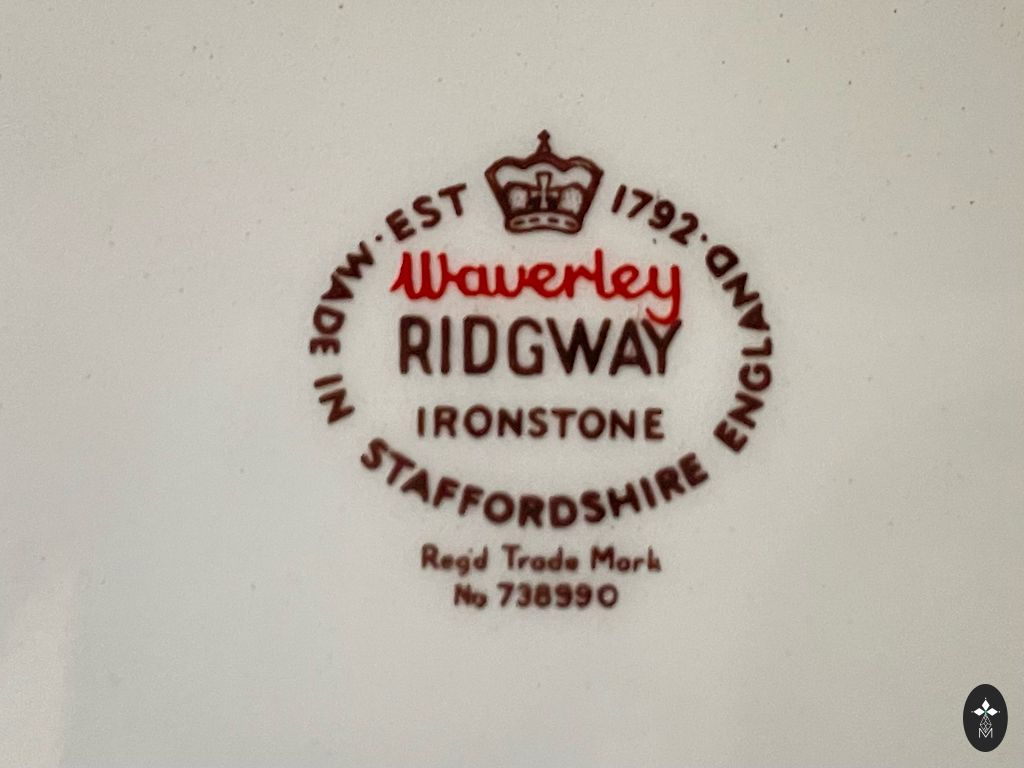 EST 1792
Waverley
RIDGWAY
IRONSTONE
MADE IN STAFFORDSHIRE ENGLAND
Reg'd Trade Mark
No 738990
M